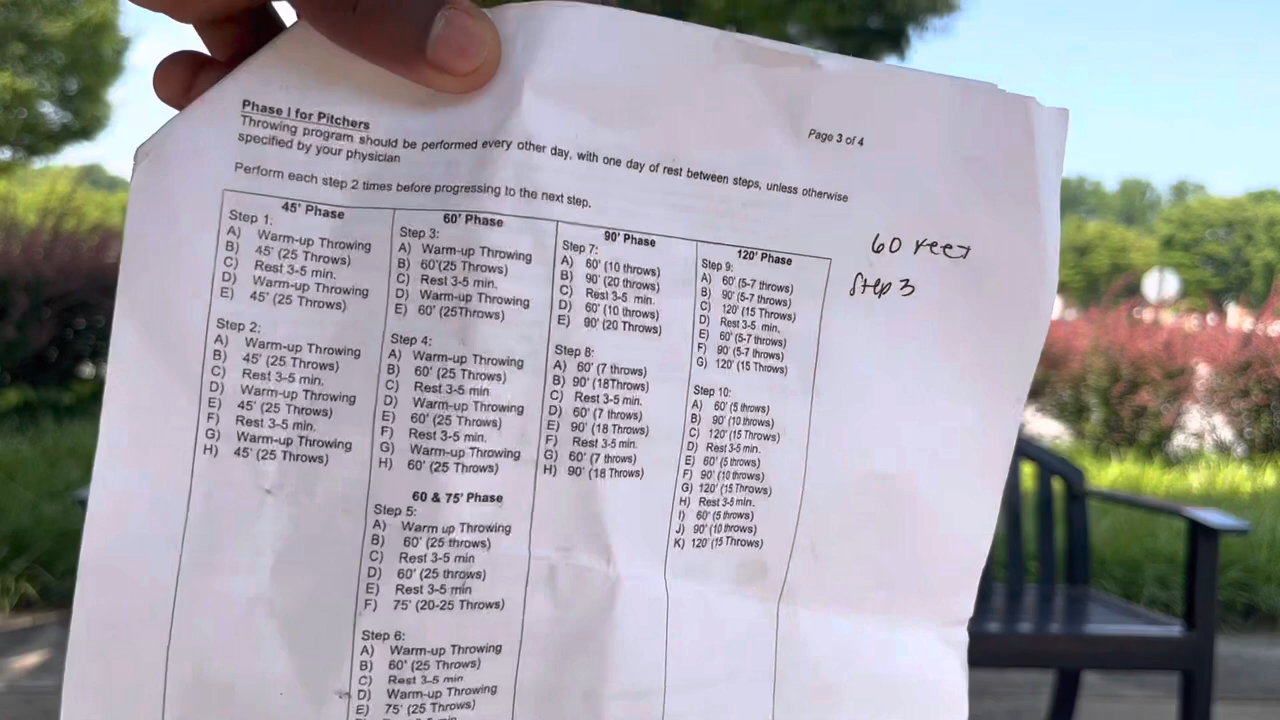 Phase I for Pitchers
Page 3 of 4
Throwing program should be performed every other day, with one day of rest between steps, unless otherwise
specified by your physician
Perform each step 2 times before progressing to the next step.
45' Phase
Step 1:
A) Warm-up Throwing
B) 45' (25 Throws)
C) Rest 3-5 min.
D) Warm-up Throwing
E) 45' (25 Throws)
Step 2:
A) Warm-up Throwing
B) 45' (25 Throws)
C) Rest 3-5 min.
D) Warm-up Throwing
E) 45' (25 Throws)
F) Rest 3-5 min.
G) Warm-up Throwing
H) 45' (25 Throws)
60' Phase
Step 3:
A) Warm-up Throwing
B) 60'(25 Throws)
C) Rest 3-5 min.
D) Warm-up Throwing
E) 60' (25Throws)
Step 4:
A) Warm-up Throwing
B) 60' (25 Throws)
C) Rest 3-5 min
D) Warm-up Throwing
E) 60' (25 Throws)
F) Rest 3-5 min.
G) Warm-up Throwing
H) 60' (25 Throws)
60 & 75' Phase
Step 5:
A) Warm up Throwing
B) 60' (25 throws)
C) Rest 3-5 min
D) 60' (25 throws)
E) Rest 3-5 min
F) 75' (20-25 Throws)
Step 6:
A) Warm-up Throwing
B) 60' (25 Throws)
C) Rest 3-5 min
D) Warm-up Throwing
E) 75' (25 Throws)
90' Phase
Step 7:
A) 60' (10 throws)
B) 90' (20 throws)
C) Rest 3-5 min.
D) 60' (10 throws)
E) 90' (20 Throws)
Step 8:
A) 60' (7 throws)
B) 90' (18Throws)
C) Rest 3-5 min.
D) 60' (7 throws)
E) 90' (18 Throws)
F) Rest 3-5 min.
G) 60' (7 throws)
H) 90' (18 Throws)
120' Phase
Step 9:
A) 60' (5-7 throws)
B) 90' (5-7 throws)
C) 120' (15 Throws)
D) Rest 3-5 min.
E) 60' (5-7 throws)
F) 90' (5-7 throws)
G) 120' (15 Throws)
Step 10:
A) 60' (5 throws)
B) 90' (10 throws)
C) 120' (15 Throws)
D) Rest 3-5 min.
E) 60' (5 throws)
F) 90' (10 throws)
G) 120' (15 Throws)
H) Rest 3-5 min.
I) 60' (5 throws)
J) 90' (10 throws)
K) 120' (15 Throws)
60 feet
Step 3